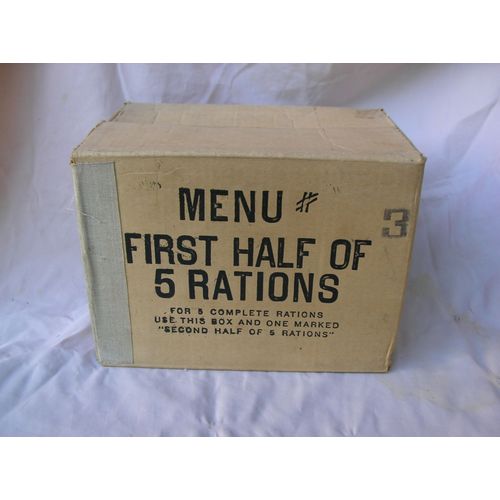 MENU #
3
FIRST HALF OF
5 RATIONS
FOR 5 COMPLETE RATIONS
USE THIS BOX AND ONE MARKED
"SECOND HALF OF 5 RATIONS"